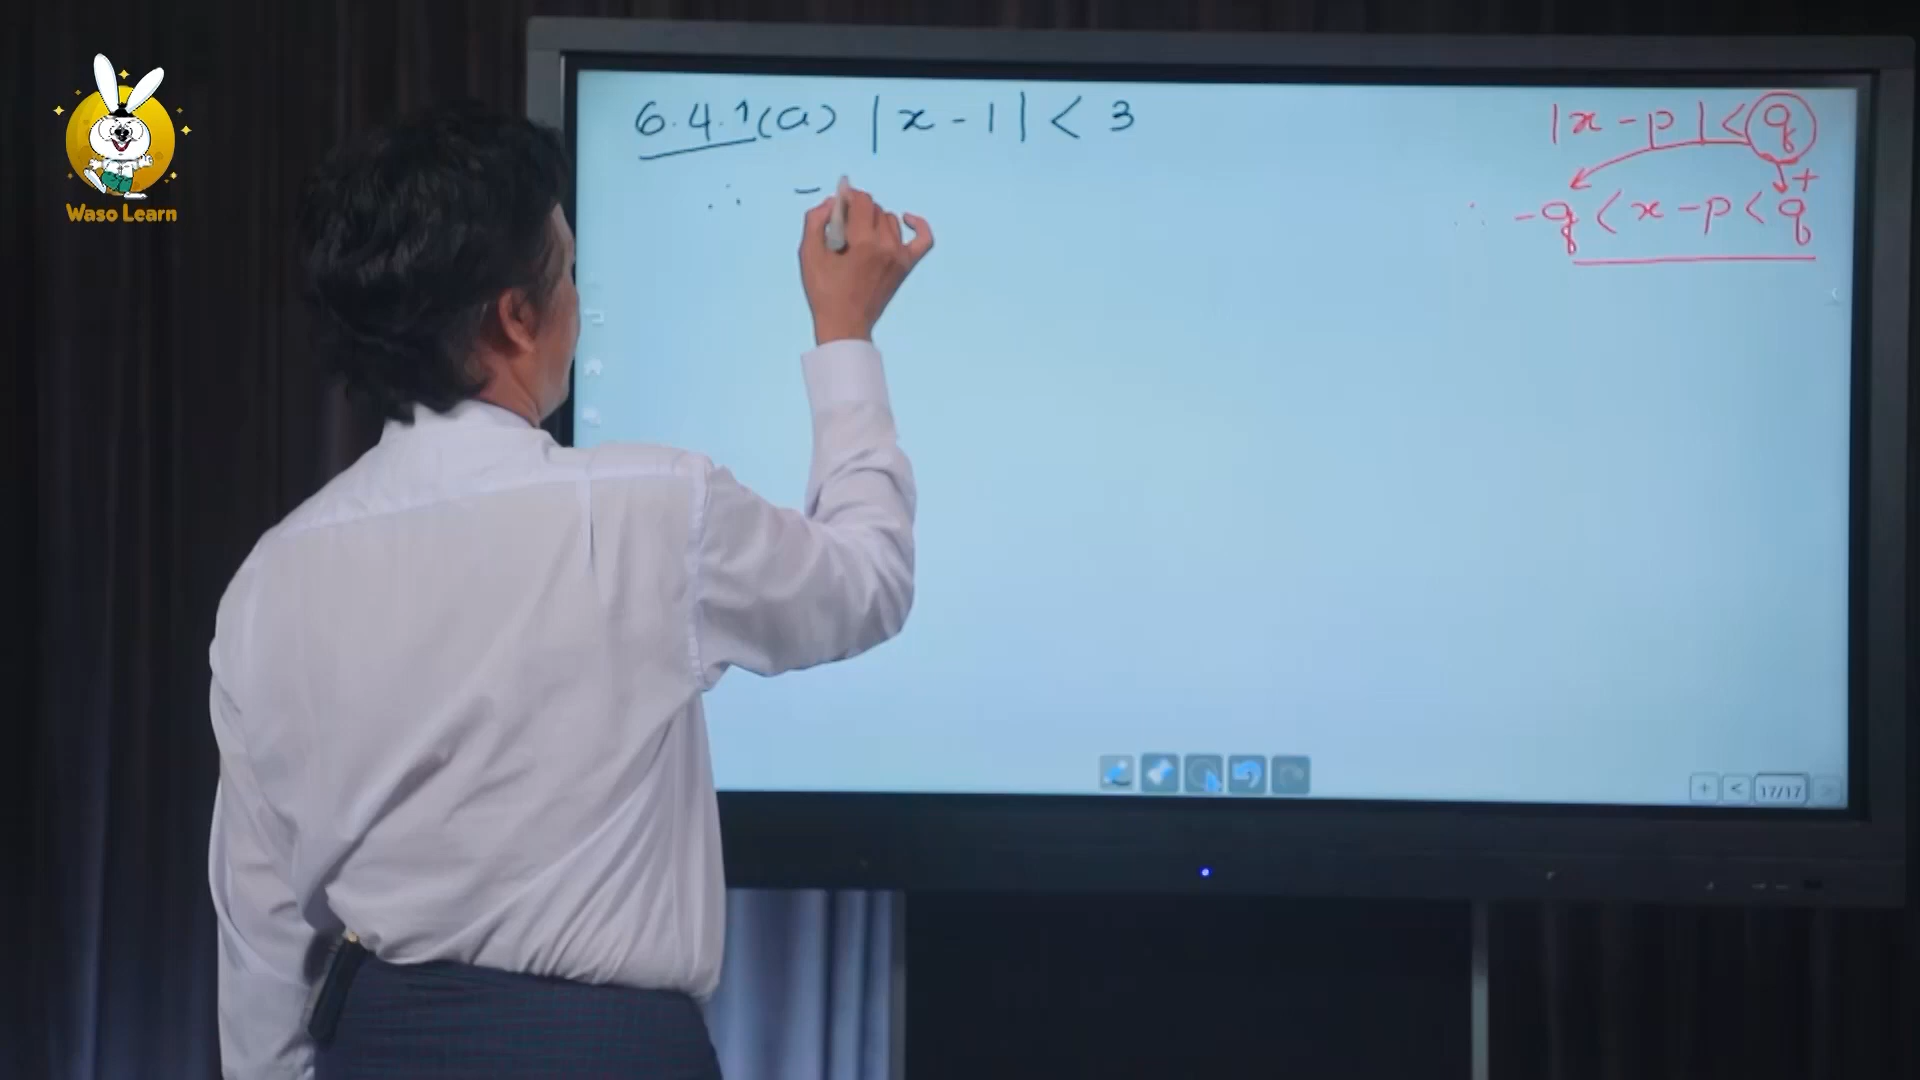 Waso Learn
6.4.1(a) |x - 1| < 3
∴ -
|x - p| < q
+
∴ -q < x - p < q
+ < 17/17